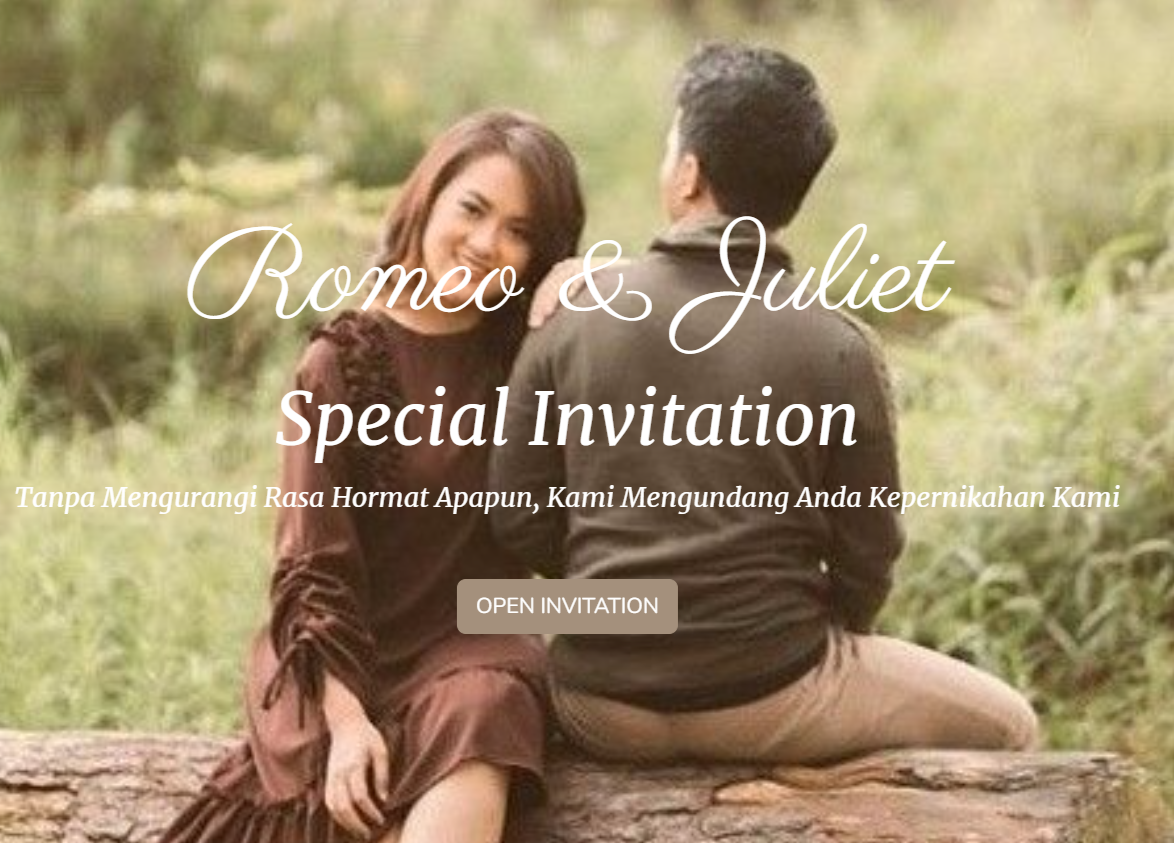 Romeo & Juliet
Special Invitation
Tanpa Mengurangi Rasa Hormat Apapun, Kami Mengundang Anda Kepernikahan Kami
OPEN INVITATION